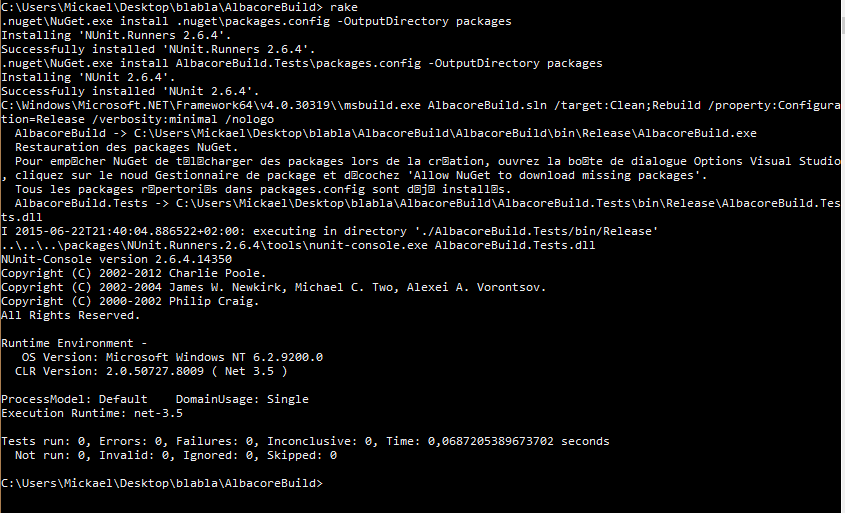 C:\Users\Mickael\Desktop\blabla\AlbacoreBuild> rake
.nuget\NuGet.exe install .nuget\packages.config -OutputDirectory packages
Installing 'NUnit.Runners 2.6.4'.
Successfully installed 'NUnit.Runners 2.6.4'.
.nuget\NuGet.exe install AlbacoreBuild.Tests\packages.config -OutputDirectory packages
Installing 'NUnit 2.6.4'.
Successfully installed 'NUnit 2.6.4'.
C:\Windows\Microsoft.NET\Framework64\v4.0.30319\\msbuild.exe AlbacoreBuild.sln /target:Clean;Rebuild /property:Configura
tion=Release /verbosity:minimal /nologo
  AlbacoreBuild -> C:\Users\Mickael\Desktop\blabla\AlbacoreBuild\AlbacoreBuild\bin\Release\AlbacoreBuild.exe
  Restauration des packages NuGet.
  Pour emp�cher NuGet de t�l�charger des packages lors de la cr�ation, ouvrez la bo�te de dialogue Options Visual Studio
, cliquez sur le noud Gestionnaire de package et d�cochez 'Allow NuGet to download missing packages'.
  Tous les packages r�pertori�s dans packages.config sont d�j� install�s.
  AlbacoreBuild.Tests -> C:\Users\Mickael\Desktop\blabla\AlbacoreBuild\AlbacoreBuild.Tests\bin\Release\AlbacoreBuild.Tes
ts.dll
I 2015-06-22T21:40:04.886522+02:00: executing in directory './AlbacoreBuild.Tests/bin/Release'
..\..\..\packages\NUnit.Runners.2.6.4\tools\nunit-console.exe AlbacoreBuild.Tests.dll
NUnit-Console version 2.6.4.14350
Copyright (C) 2002-2012 Charlie Poole.
Copyright (C) 2002-2004 James W. Newkirk, Michael C. Two, Alexei A. Vorontsov.
Copyright (C) 2000-2002 Philip Craig.
All Rights Reserved.

Runtime Environment -
   OS Version: Microsoft Windows NT 6.2.9200.0
  CLR Version: 2.0.50727.8009 ( Net 3.5 )

ProcessModel: Default    DomainUsage: Single
Execution Runtime: net-3.5

Tests run: 0, Errors: 0, Failures: 0, Inconclusive: 0, Time: 0,0687205389673702 seconds
  Not run: 0, Invalid: 0, Ignored: 0, Skipped: 0

C:\Users\Mickael\Desktop\blabla\AlbacoreBuild>